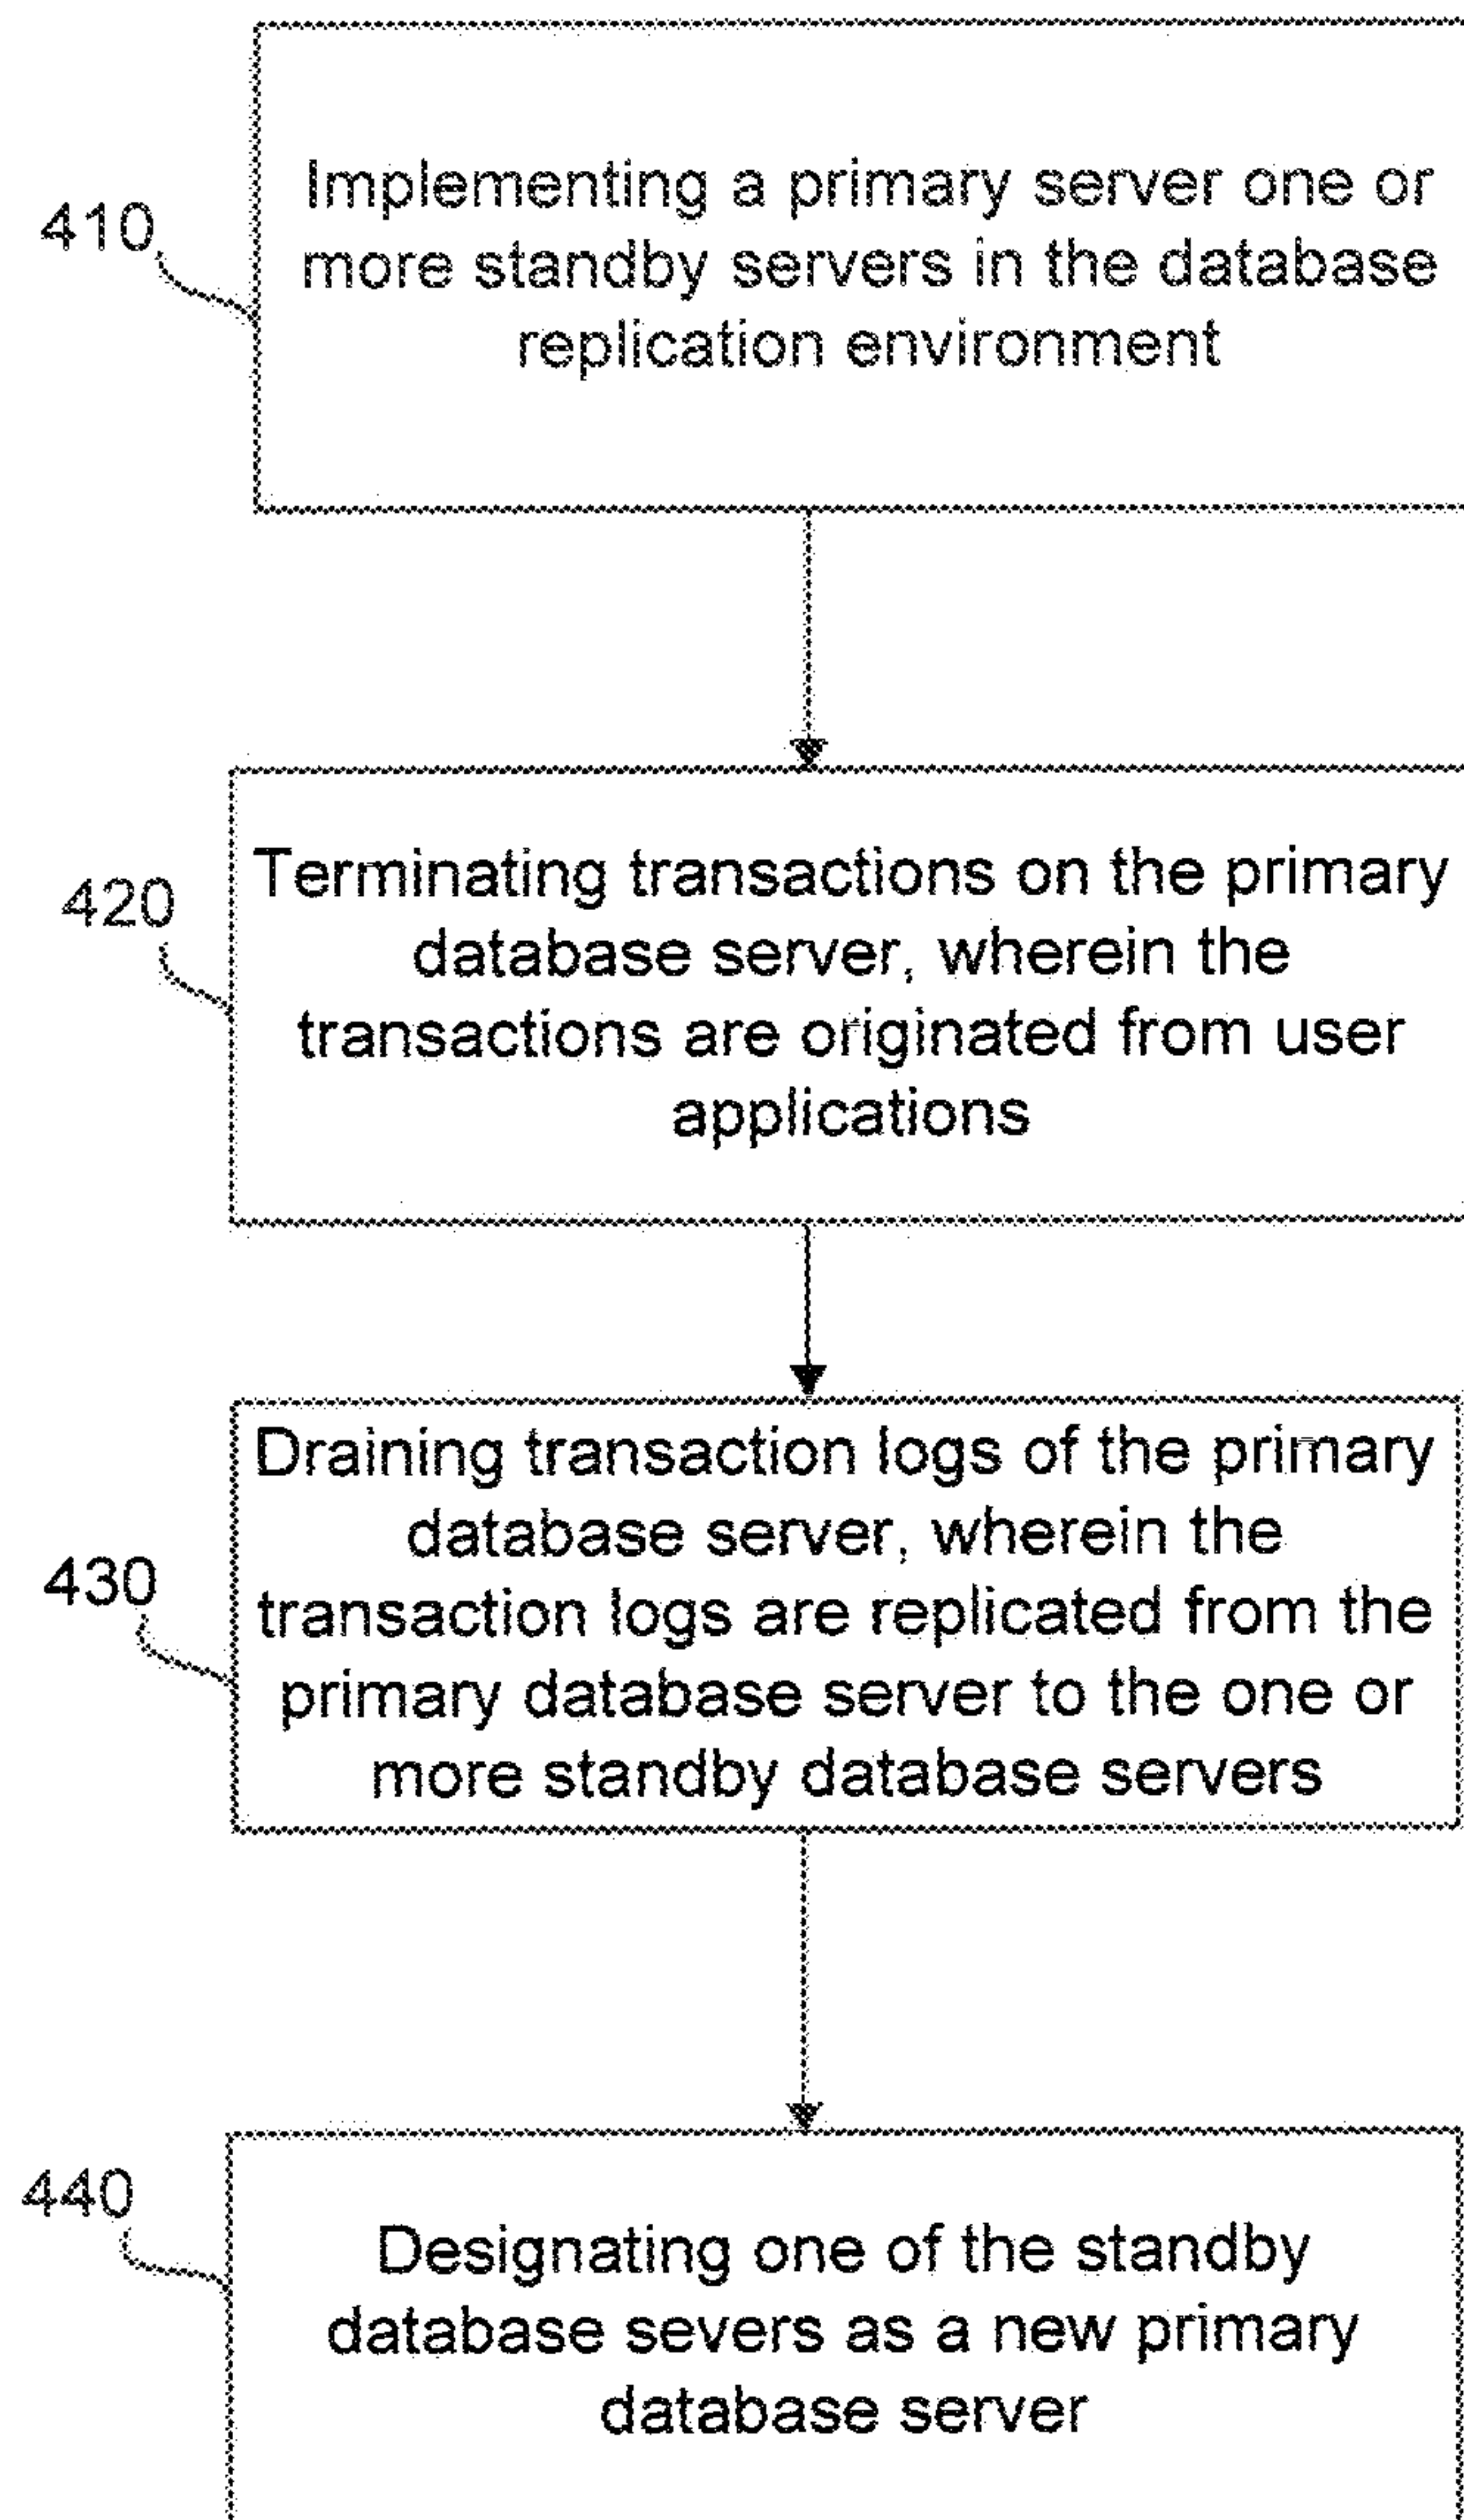 Implementing a primary server one or
410
more standby servers in the database
replication environment
Terminating transactions on the primary
420
database server, wherein the
transactions are originated from user
applications
Draining transaction logs of the primary
database server, wherein the
430
transaction logs are replicated from the
primary database server to the one or
more standby database servers
440
Designating one of the standby
database severs as a new primary
database server